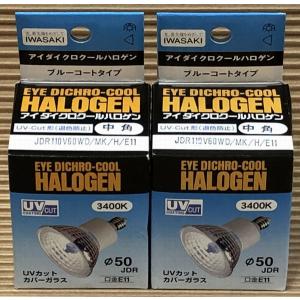 IWASAKI
アイダイクロクールハロゲン
ブルーコートタイプ
EYE DICHRO-COOL
HALOGEN
アイダイクロクールハロゲン
UV-Cut形(退色防止)
中角
JDR110V60WD/MK/H/E11
EYE DICHRO-COOL
HALOGEN
UV CUT
3400K
φ50
JDR
UVカット
カバーガラス
口金E11
IWASAKI
アイダイクロクールハロゲン
ブルーコートタイプ
EYE DICHRO-COOL
HALOGEN
アイダイクロクールハロゲン
UV-Cut形(退色防止)
中角
JDR110V60WD/MK/H/E11
EYE DICHRO-COOL
HALOGEN
UV CUT
3400K
φ50
JDR
UVカット
カバーガラス
口金E11